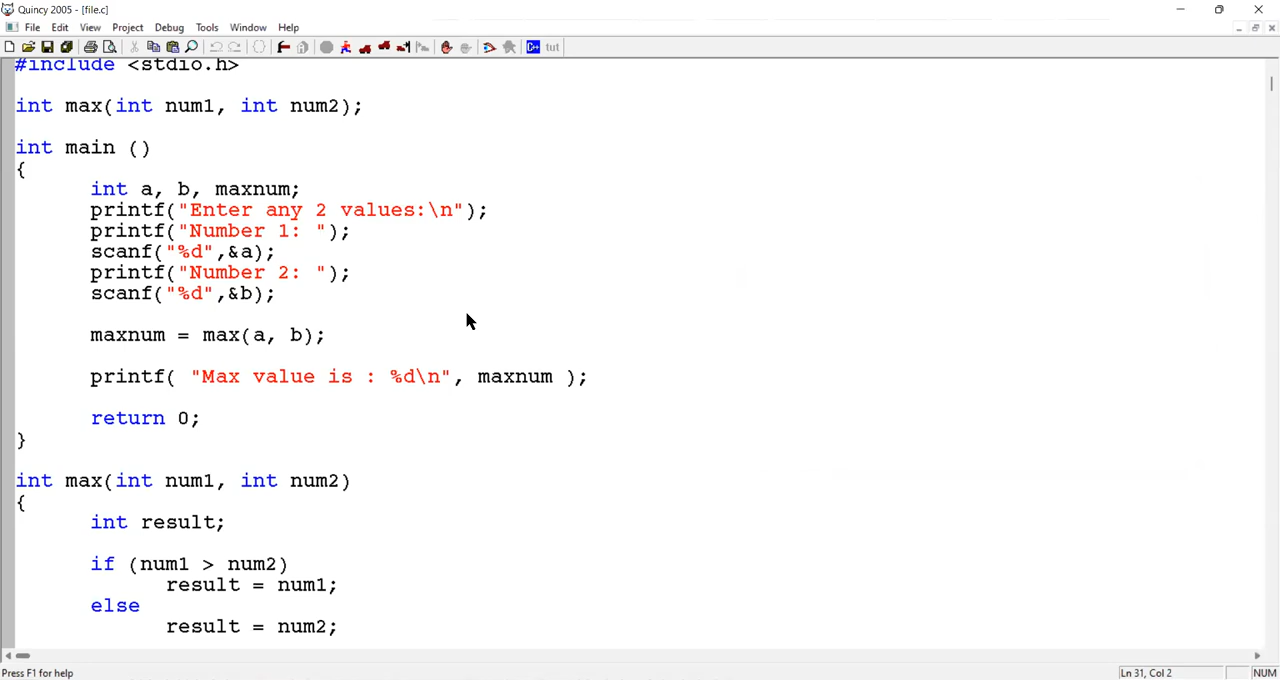 Quincy 2005 - [file.c]
File Edit View Project Debug Tools Window Help
C++ tut
#include <stdio.h>
int max(int num1, int num2);
int main ()
{
int a, b, maxnum;
printf("Enter any 2 values:\n");
printf("Number 1: ");
scanf("%d",&a);
printf("Number 2: ");
scanf("%d",&b);
maxnum = max(a, b);
printf( "Max value is : %d\n", maxnum );
return 0;
}
int max(int num1, int num2)
{
int result;
if (num1 > num2)
result = num1;
else
result = num2;
Press F1 for help
Ln 31, Col 2
NUM